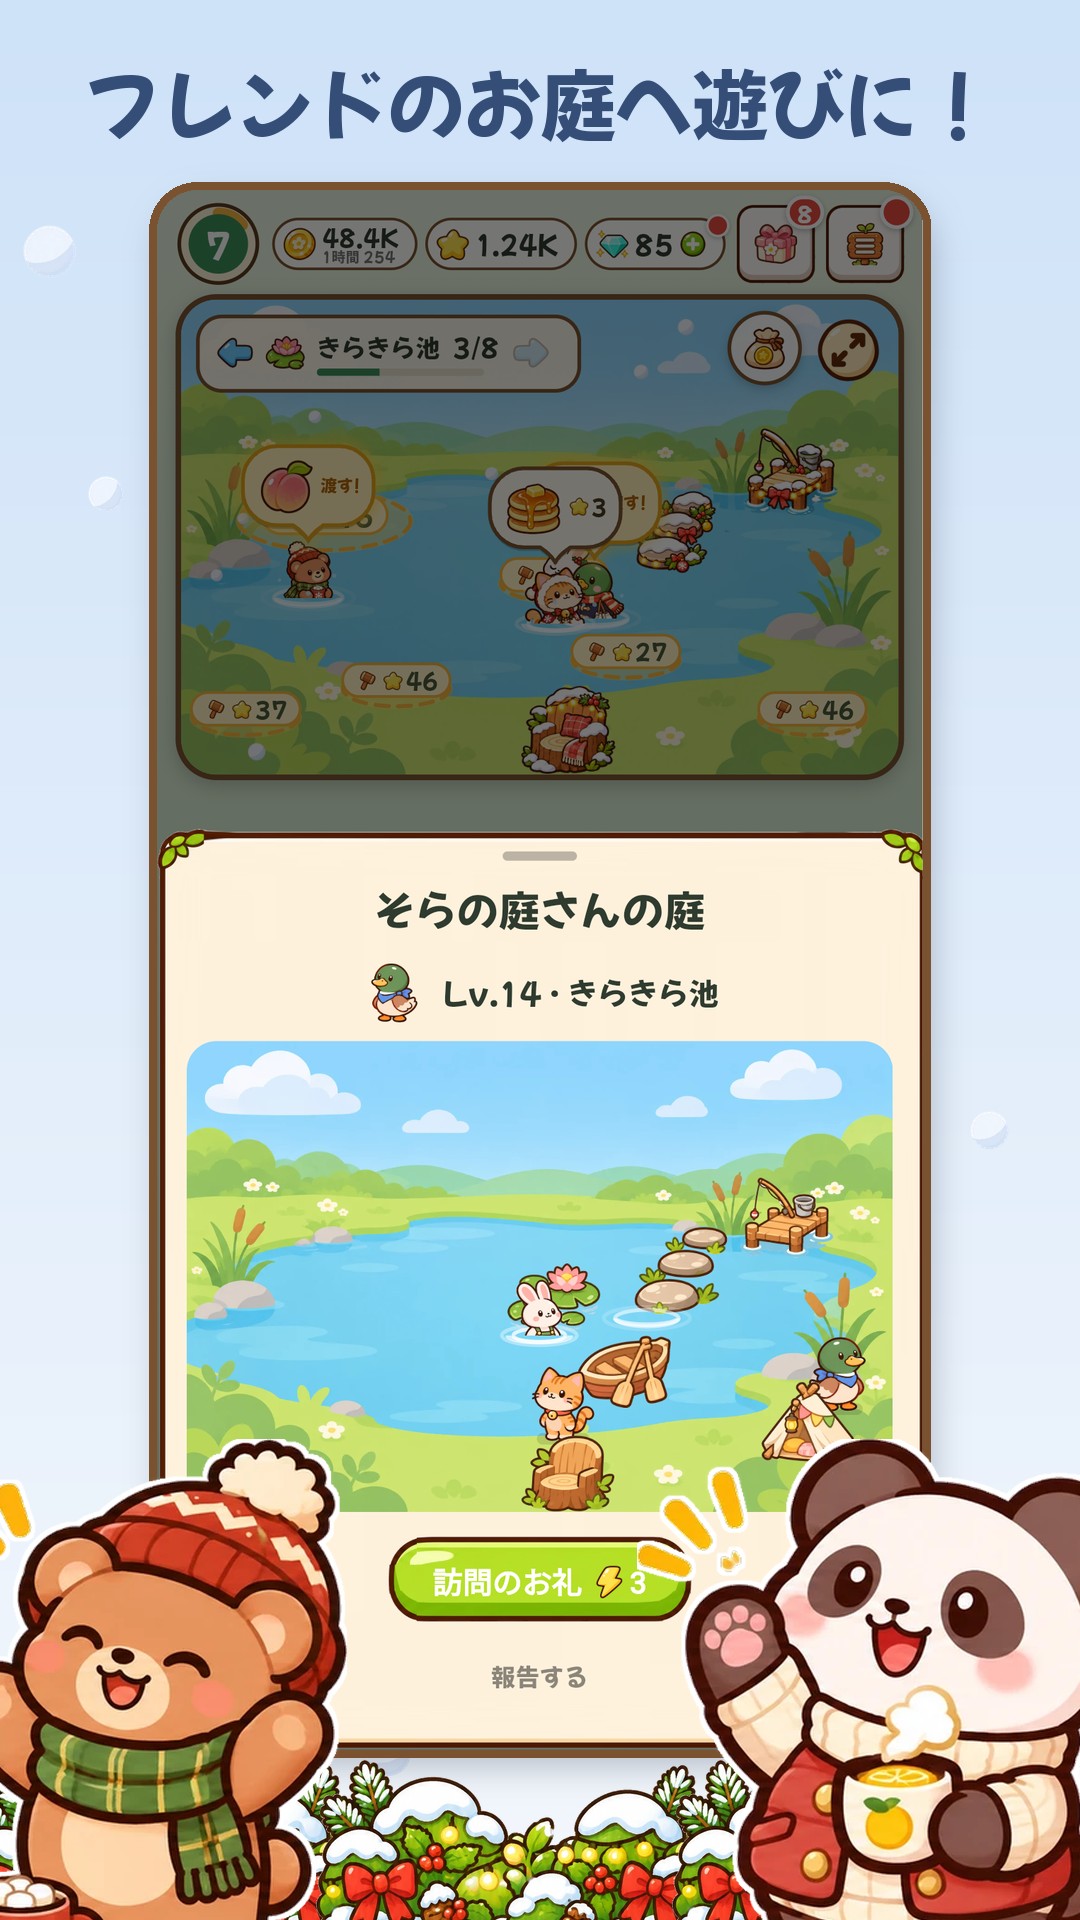 フレンドのお庭へ遊びに！
7
48.4K
1時間 254
1.24K
85
8
きらきら池 3/8
渡す!
3
す!
27
46
37
46
そらの庭さんの庭
Lv.14・きらきら池
訪問のお礼 3
報告する